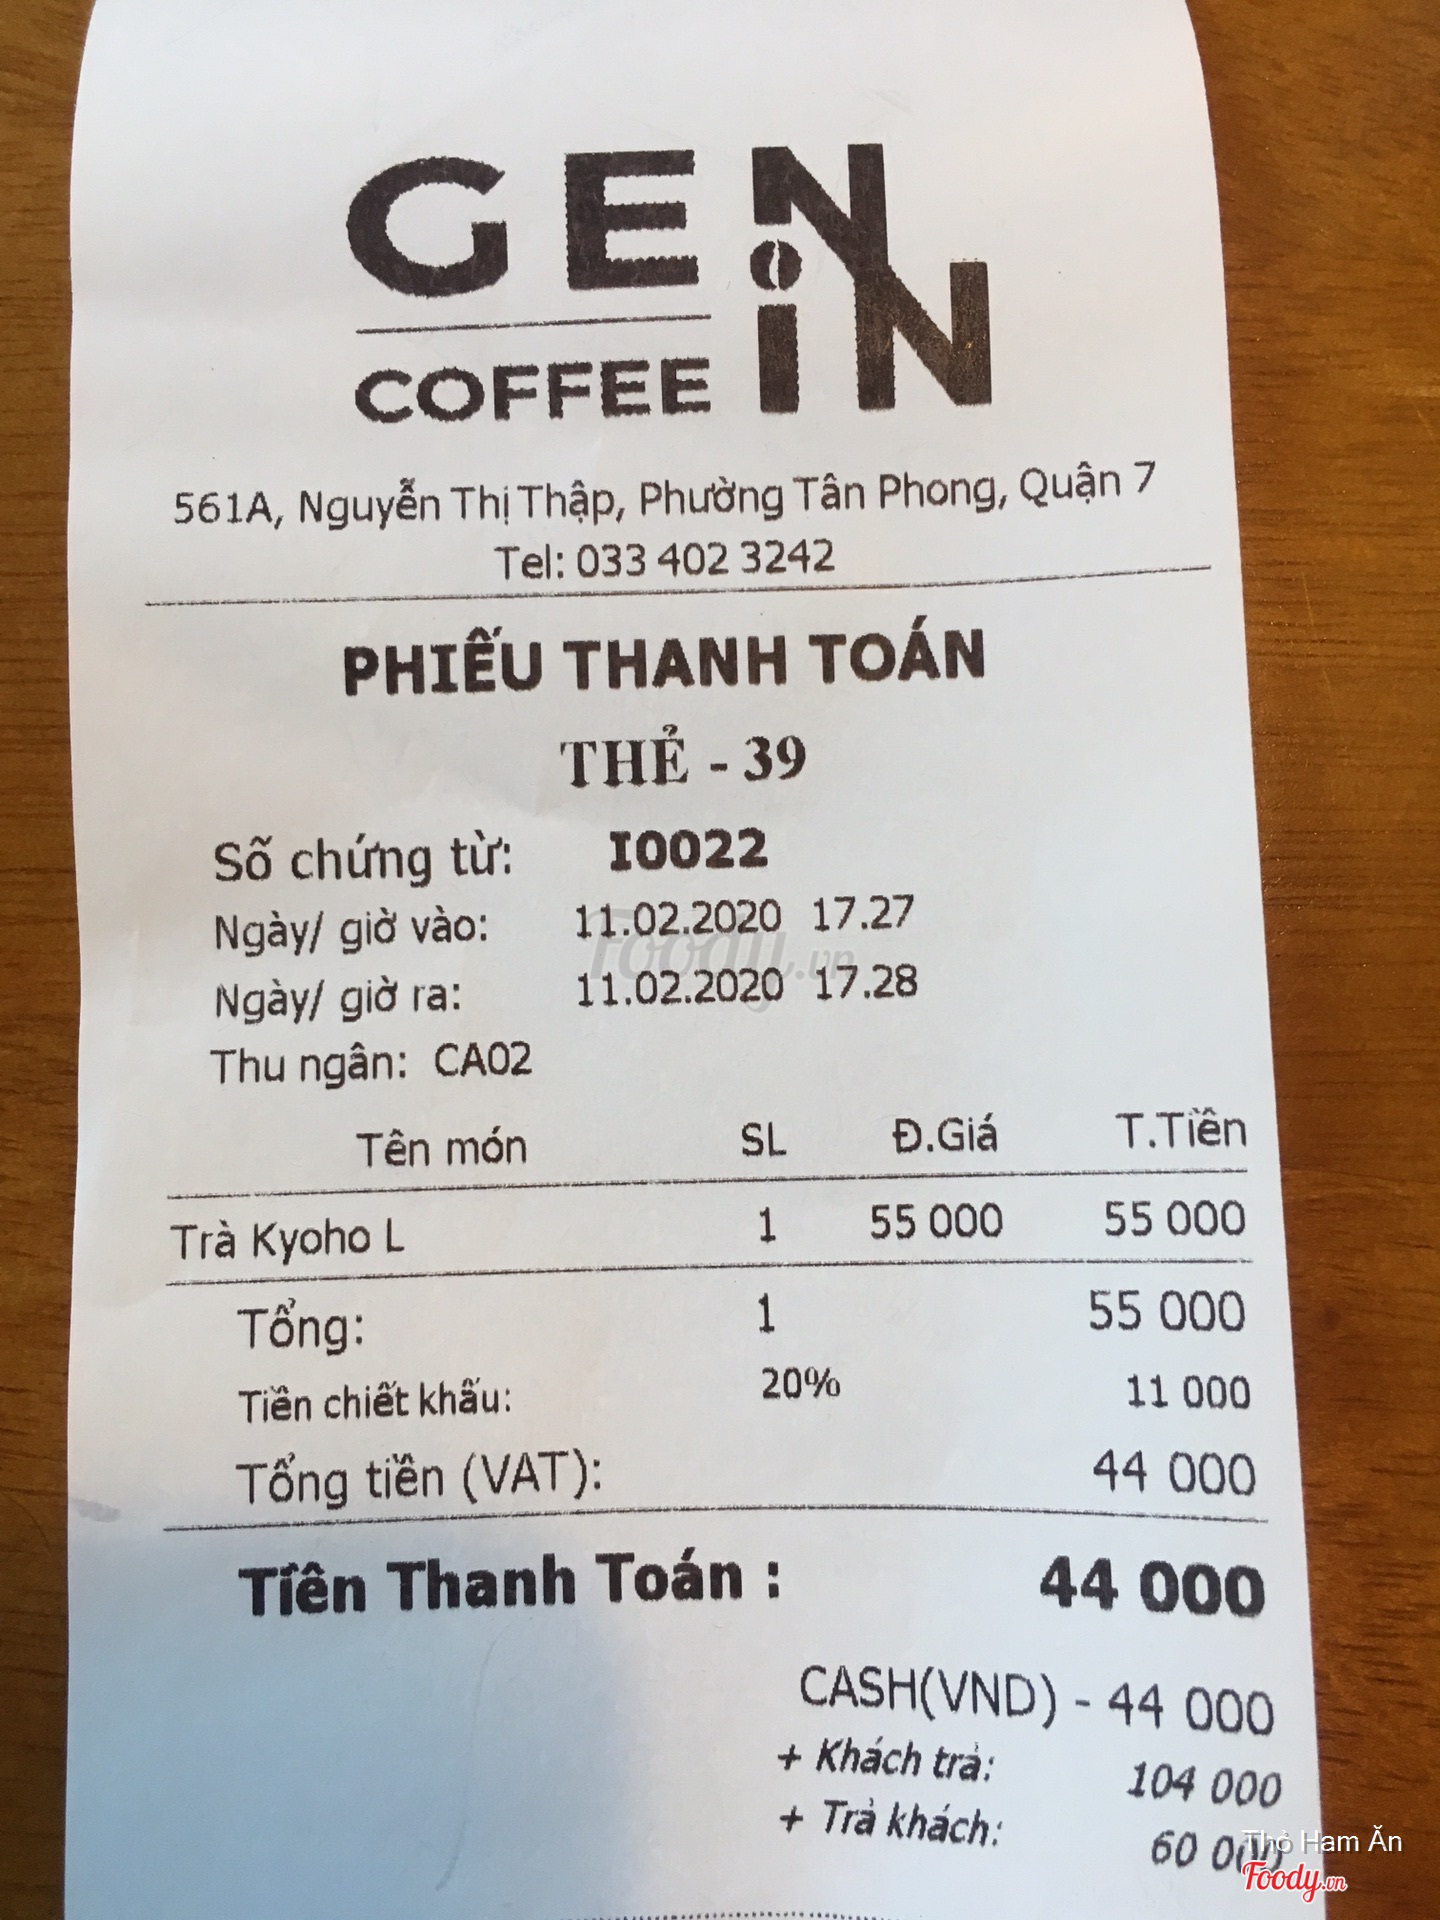 GEN iN
COFFEE
561A, Nguyễn Thị Thập, Phường Tân Phong, Quận 7
Tel: 033 402 3242
PHIẾU THANH TOÁN
THẺ - 39
Số chứng từ: I0022
Ngày/ giờ vào: 11.02.2020 17.27
Foody.vn
Ngày/ giờ ra: 11.02.2020 17.28
Thu ngân: CA02
Tên món SL Đ.Giá T.Tiền
Trà Kyoho L 1 55 000 55 000
Tổng: 1 55 000
Tiền chiết khấu: 20% 11 000
Tổng tiền (VAT): 44 000
Tiền Thanh Toán : 44 000
CASH(VND) - 44 000
+ Khách trả: 104 000
+ Trả khách: 60 000
Thỏ Ham Ăn
Foody.vn